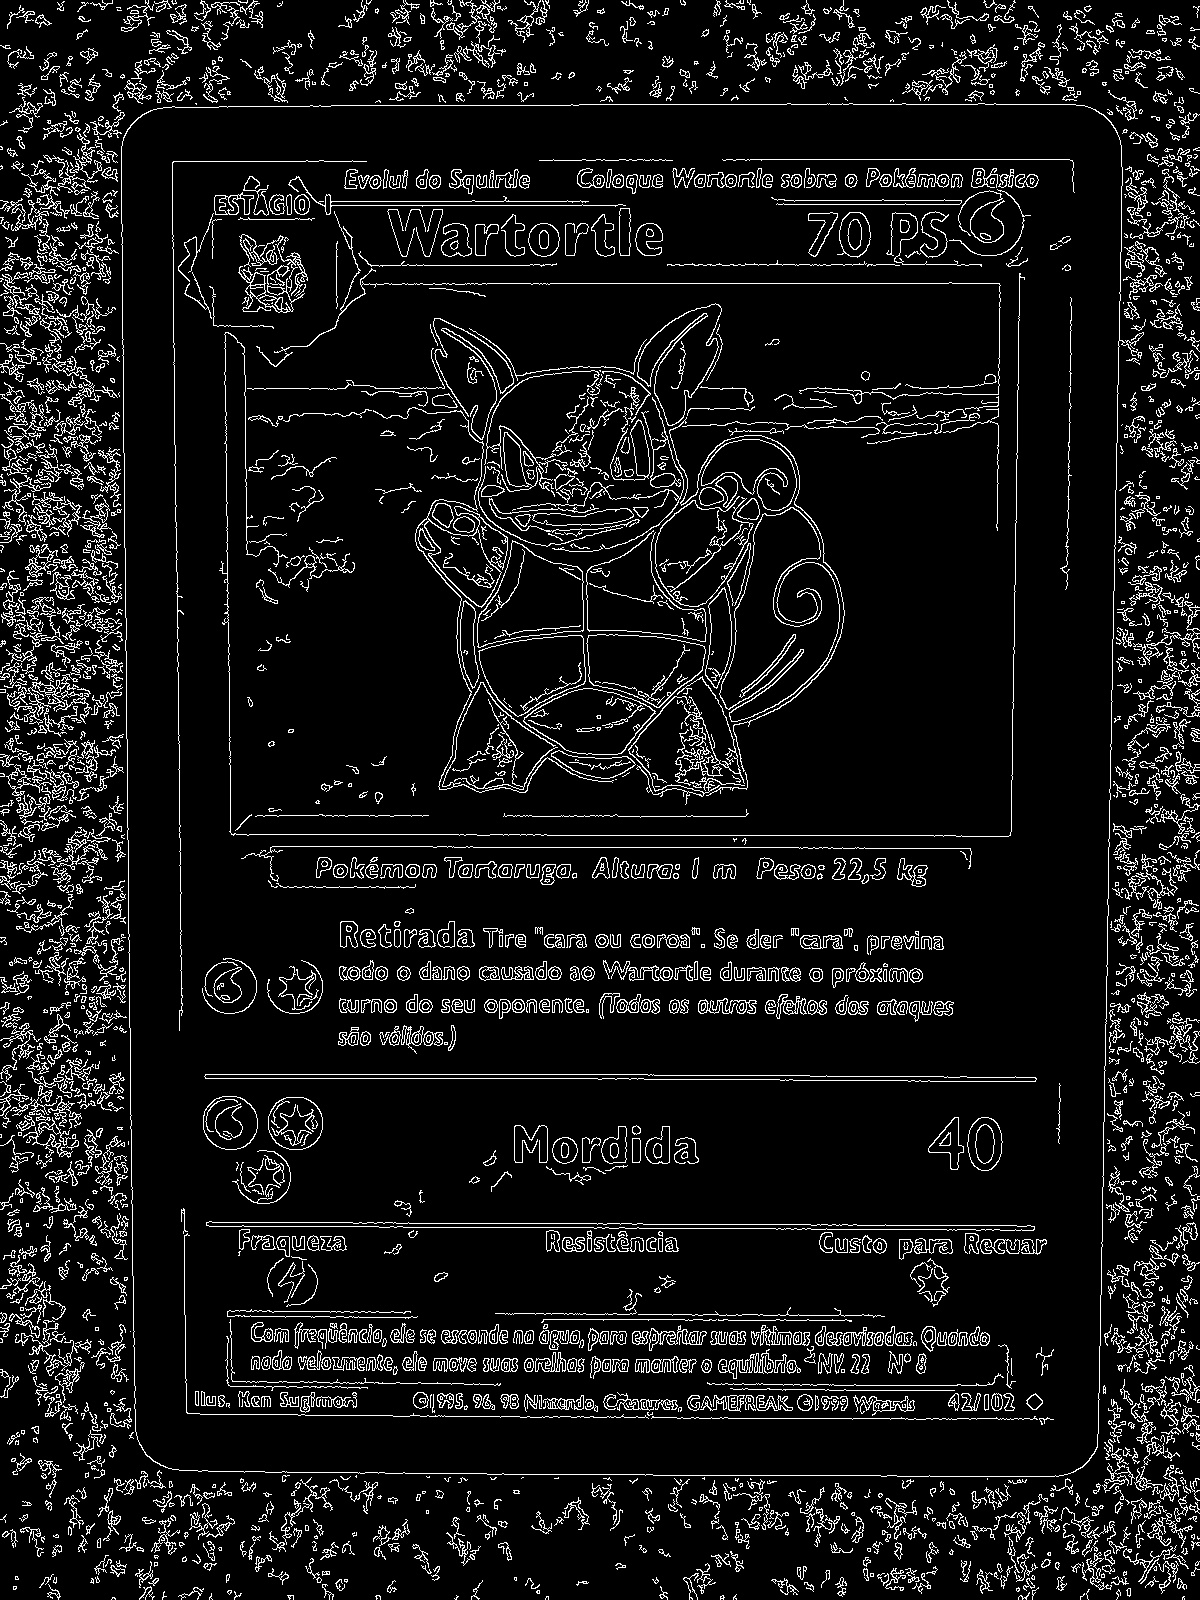 Evolui do Squirtle Coloque Wartortle sobre o Pokémon Básico
ESTÁGIO 1
Wartortle 70 PS
Pokémon Tartaruga. Altura: 1 m Peso: 22,5 kg
Retirada Tire "cara ou coroa". Se der "cara", previna
todo o dano causado ao Wartortle durante o próximo
turno do seu oponente. (Todos os outros efeitos dos ataques
são válidos.)
Mordida 40
Fraqueza Resistência Custo para Recuar
Com freqüência, ele se esconde na água, para espreitar suas vítimas desavisadas. Quando
nada velozmente, ele move suas orelhas para manter o equilíbrio. NV. 22 N° 8
Ilus. Ken Sugimori ©1995, 96, 98 Nintendo, Creatures, GAMEFREAK. ©1999 Wizards 42/102